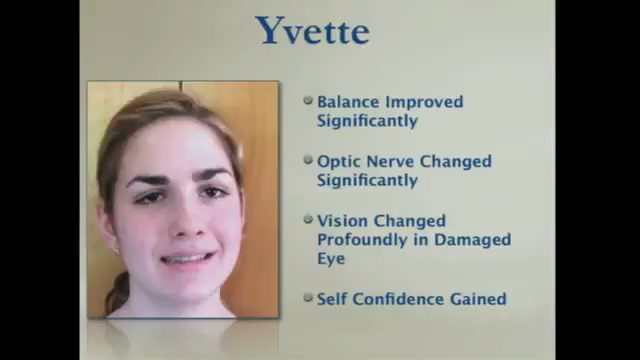 Yvette
Balance Improved
Significantly
Optic Nerve Changed
Significantly
Vision Changed
Profoundly in Damaged
Eye
Self Confidence Gained